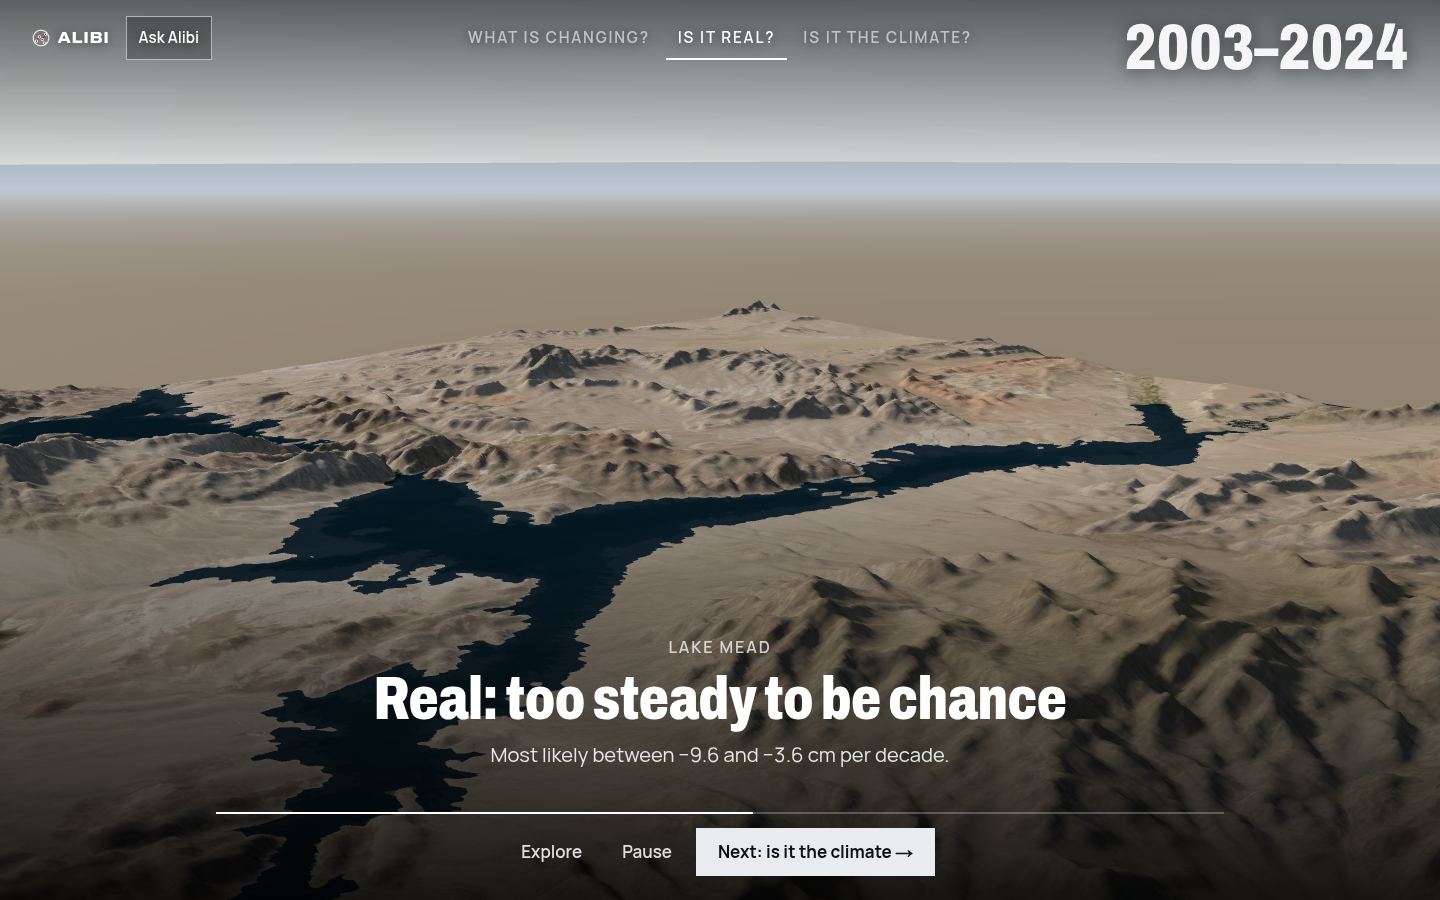 ALIBI
Ask Alibi
WHAT IS CHANGING?
IS IT REAL?
IS IT THE CLIMATE?
2003–2024
LAKE MEAD
Real: too steady to be chance
Most likely between −9.6 and −3.6 cm per decade.
Explore
Pause
Next: is it the climate →